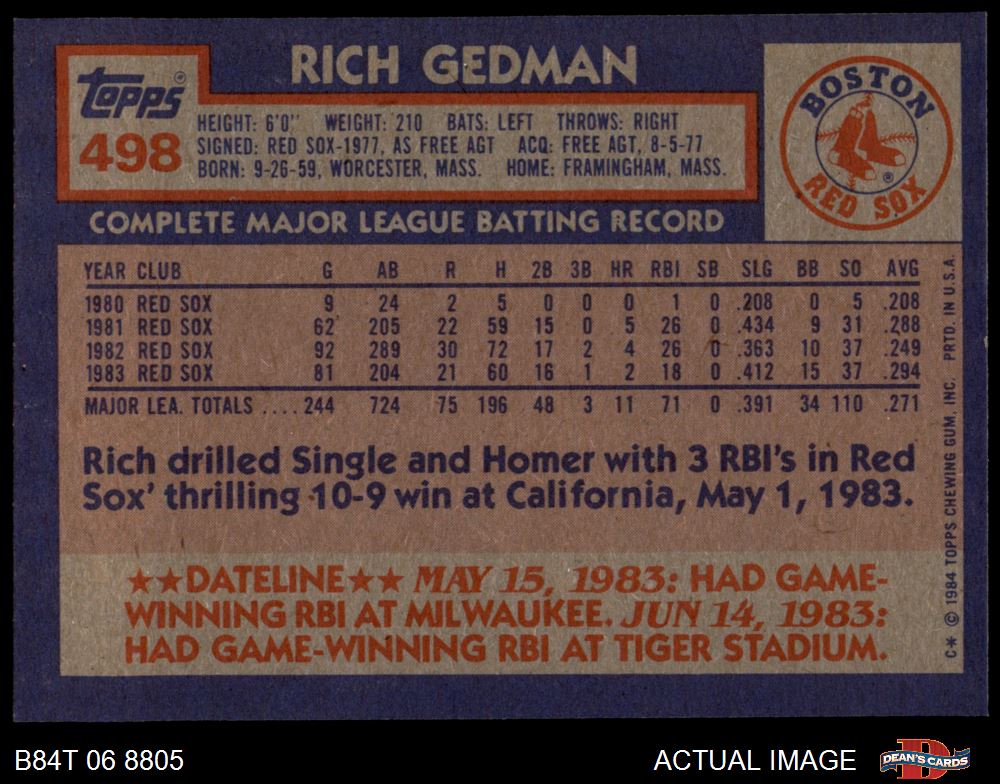 RICH GEDMAN
topps
498
HEIGHT: 6'0" WEIGHT: 210 BATS: LEFT THROWS: RIGHT
SIGNED: RED SOX-1977, AS FREE AGT ACQ: FREE AGT, 8-5-77
BORN: 9-26-59, WORCESTER, MASS. HOME: FRAMINGHAM, MASS.
BOSTON
RED SOX
®
COMPLETE MAJOR LEAGUE BATTING RECORD
YEAR CLUB G AB R H 2B 3B HR RBI SB SLG BB SO AVG
1980 RED SOX 9 24 2 5 0 0 0 1 0 .208 0 5 .208
1981 RED SOX 62 205 22 59 15 0 5 26 0 .434 9 31 .288
1982 RED SOX 92 289 30 72 17 2 4 26 0 .363 10 37 .249
1983 RED SOX 81 204 21 60 16 1 2 18 0 .412 15 37 .294
MAJOR LEA. TOTALS .... 244 724 75 196 48 3 11 71 0 .391 34 110 .271
Rich drilled Single and Homer with 3 RBI's in Red
Sox' thrilling 10-9 win at California, May 1, 1983.
★★DATELINE★★ MAY 15, 1983: HAD GAME-
WINNING RBI AT MILWAUKEE. JUN 14, 1983:
HAD GAME-WINNING RBI AT TIGER STADIUM.
C* © 1984 TOPPS CHEWING GUM, INC. PRTD. IN U.S.A.
B84T 06 8805
ACTUAL IMAGE
DEAN'S CARDS